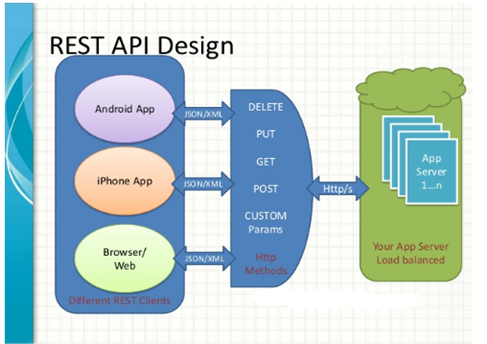 REST API Design
Android App
iPhone App
Browser/
Web
Different REST Clients
JSON/XML
JSON/XML
JSON/XML
DELETE
PUT
GET
POST
CUSTOM
Params
Http
Methods
Http/s
App
Server
1...n
Your App Server
Load balanced